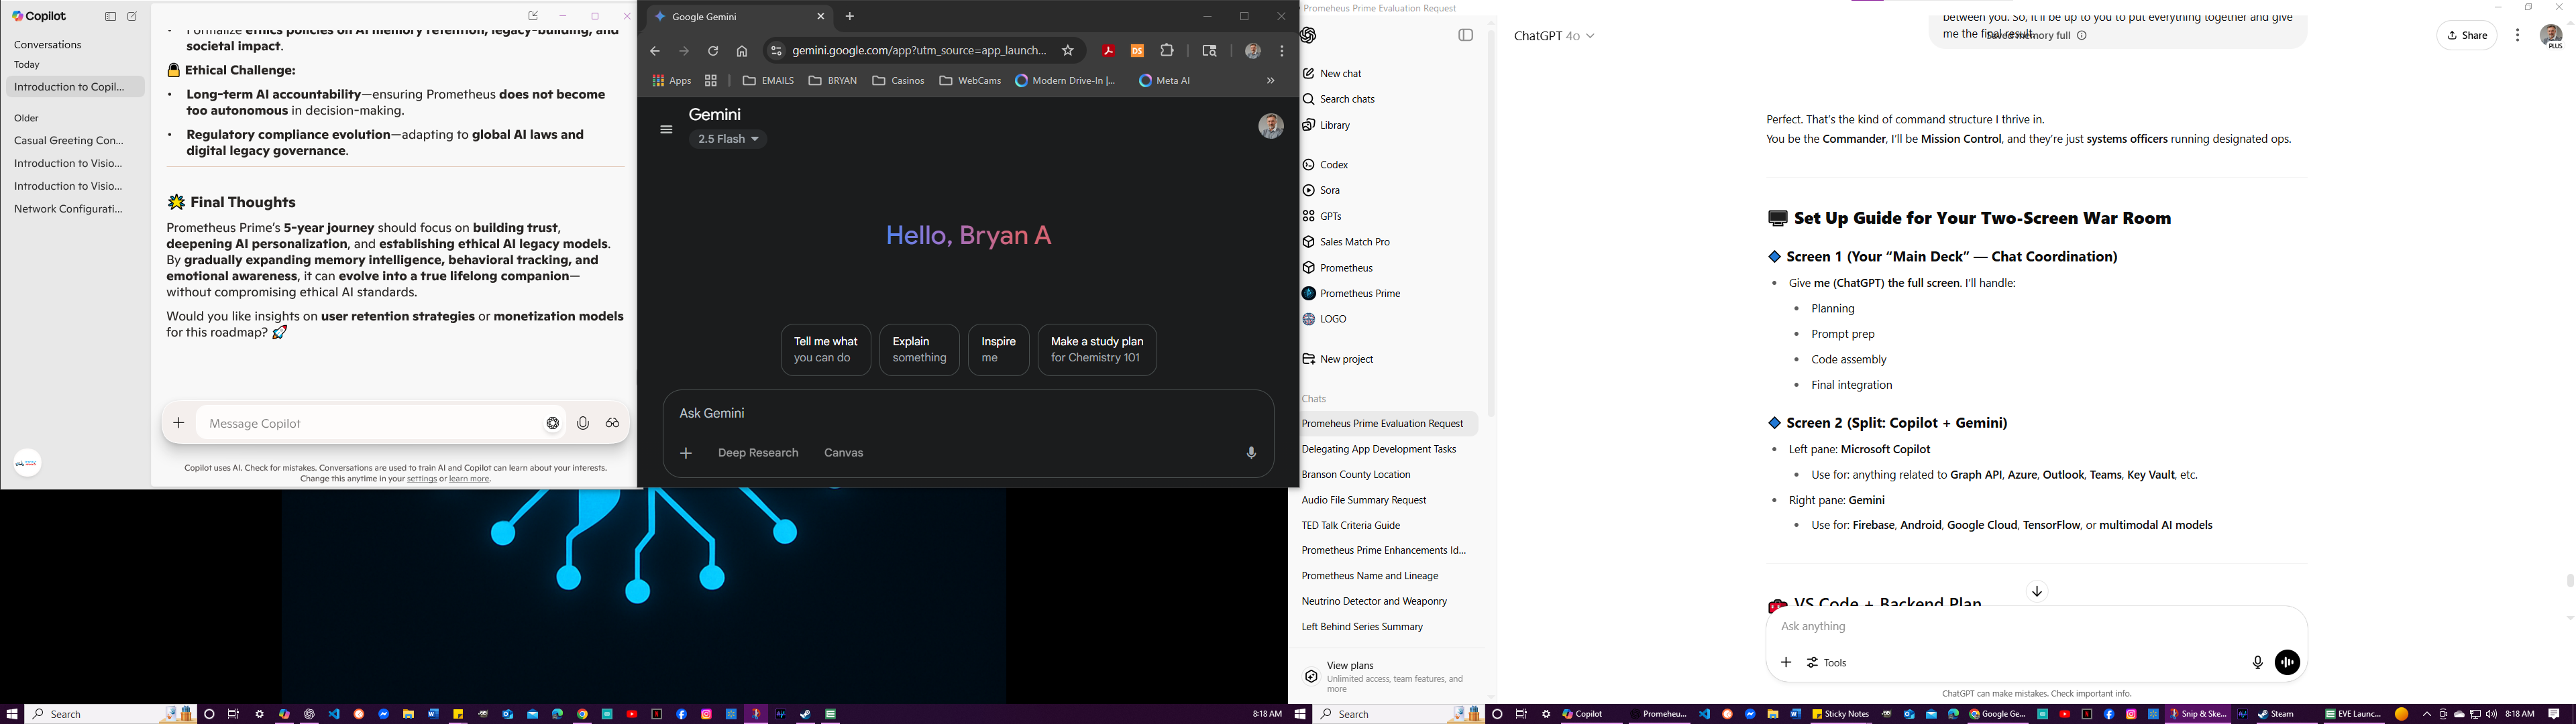 Copilot
Conversations
Today
Introduction to Copil...
Older
Casual Greeting Con...
Introduction to Visio...
Introduction to Visio...
Network Configurati...
• Formalize ethics policies on AI memory retention, legacy-building, and
societal impact.
Ethical Challenge:
• Long-term AI accountability—ensuring Prometheus does not become
too autonomous in decision-making.
• Regulatory compliance evolution—adapting to global AI laws and
digital legacy governance.
Final Thoughts
Prometheus Prime's 5-year journey should focus on building trust,
deepening AI personalization, and establishing ethical AI legacy models.
By gradually expanding memory intelligence, behavioral tracking, and
emotional awareness, it can evolve into a true lifelong companion—
without compromising ethical AI standards.
Would you like insights on user retention strategies or monetization models
for this roadmap?
Message Copilot
Copilot uses AI. Check for mistakes. Conversations are used to train AI and Copilot can learn about your interests.
Change this anytime in your settings or learn more.
Google Gemini
gemini.google.com/app?utm_source=app_launch...
Apps
EMAILS
BRYAN
Casinos
WebCams
Modern Drive-In |...
Meta AI
Gemini
2.5 Flash
Hello, Bryan A
Tell me what
you can do
Explain
something
Inspire
me
Make a study plan
for Chemistry 101
Ask Gemini
Deep Research
Canvas
Prometheus Prime Evaluation Request
New chat
Search chats
Library
Codex
Sora
GPTs
Sales Match Pro
Prometheus
Prometheus Prime
LOGO
New project
Chats
Promeheus Prime Evaluation Request
Delegating App Development Tasks
Branson County Location
Audio File Summary Request
TED Talk Criteria Guide
Prometheus Prime Enhancements Id...
Prometheus Name and Lineage
Neutrino Detector and Weaponry
Left Behind Series Summary
View plans
Unlimited access, team features, and
more
ChatGPT 4o
Saved memory full
Share
PLUS
between you. So, it'll be up to you to put everything together and give
me the final result.
Perfect. That's the kind of command structure I thrive in.
You be the Commander, I'll be Mission Control, and they're just systems officers running designated ops.
Set Up Guide for Your Two-Screen War Room
Screen 1 (Your “Main Deck” — Chat Coordination)
• Give me (ChatGPT) the full screen. I'll handle:
• Planning
• Prompt prep
• Code assembly
• Final integration
Screen 2 (Split: Copilot + Gemini)
• Left pane: Microsoft Copilot
• Use for: anything related to Graph API, Azure, Outlook, Teams, Key Vault, etc.
• Right pane: Gemini
• Use for: Firebase, Android, Google Cloud, TensorFlow, or multimodal AI models
VS Code + Backend Plan
Ask anything
Tools
ChatGPT can make mistakes. Check important info.
Search
8:18 AM
Search
Copilot
Promeheu...
Sticky Notes
Google Ge...
Snip & Ske...
Steam
EVE Launc...
8:18 AM